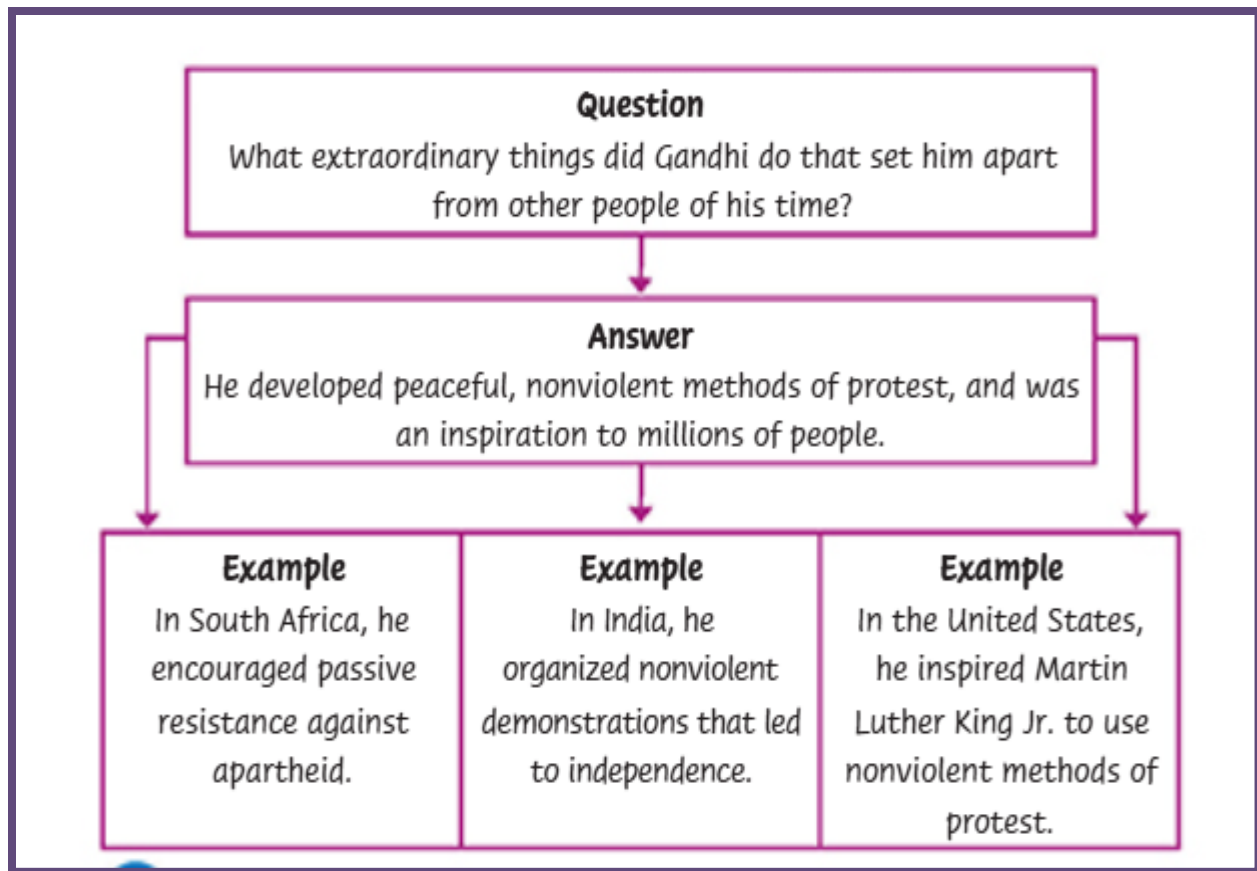 Question
What extraordinary things did Gandhi do that set him apart
from other people of his time?
Answer
He developed peaceful, nonviolent methods of protest, and was
an inspiration to millions of people.
Example
In South Africa, he
encouraged passive
resistance against
apartheid.
Example
In India, he
organized nonviolent
demonstrations that led
to independence.
Example
In the United States,
he inspired Martin
Luther King Jr. to use
nonviolent methods of
protest.